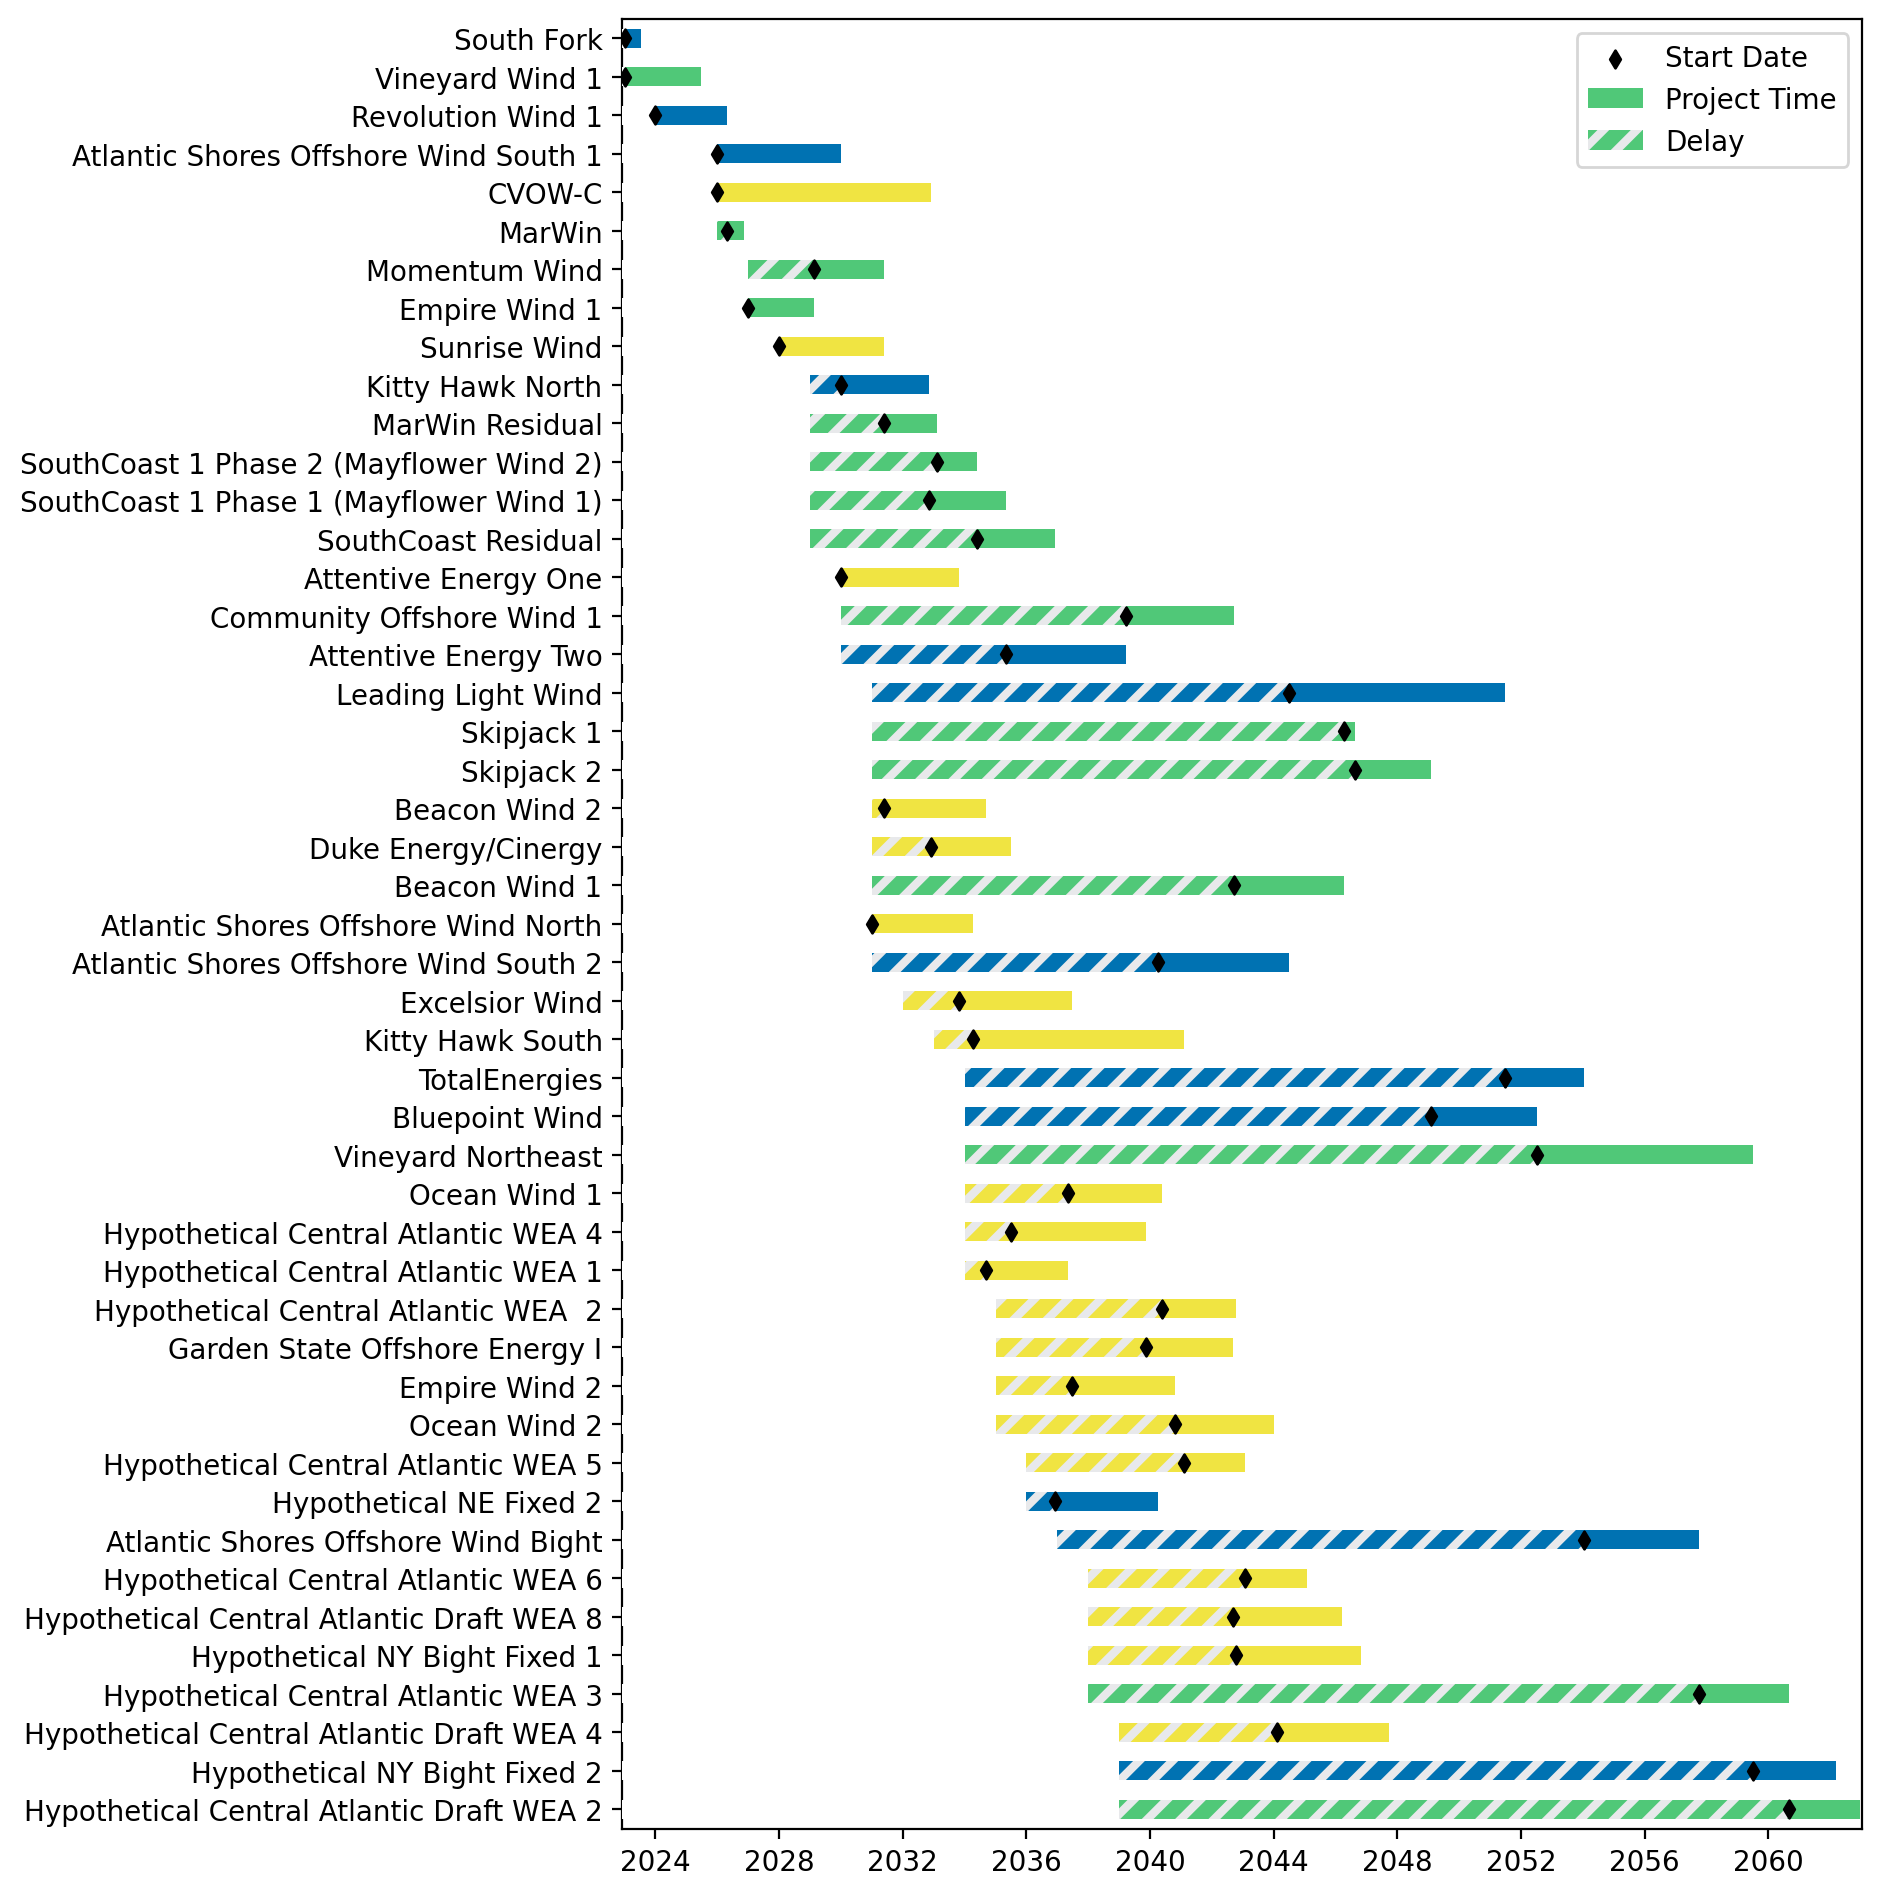 South Fork
Vineyard Wind 1
Revolution Wind 1
Atlantic Shores Offshore Wind South 1
CVOW-C
MarWin
Momentum Wind
Empire Wind 1
Sunrise Wind
Kitty Hawk North
MarWin Residual
SouthCoast 1 Phase 2 (Mayflower Wind 2)
SouthCoast 1 Phase 1 (Mayflower Wind 1)
SouthCoast Residual
Attentive Energy One
Community Offshore Wind 1
Attentive Energy Two
Leading Light Wind
Skipjack 1
Skipjack 2
Beacon Wind 2
Duke Energy/Cinergy
Beacon Wind 1
Atlantic Shores Offshore Wind North
Atlantic Shores Offshore Wind South 2
Excelsior Wind
Kitty Hawk South
TotalEnergies
Bluepoint Wind
Vineyard Northeast
Ocean Wind 1
Hypothetical Central Atlantic WEA 4
Hypothetical Central Atlantic WEA 1
Hypothetical Central Atlantic WEA  2
Garden State Offshore Energy I
Empire Wind 2
Ocean Wind 2
Hypothetical Central Atlantic WEA 5
Hypothetical NE Fixed 2
Atlantic Shores Offshore Wind Bight
Hypothetical Central Atlantic WEA 6
Hypothetical Central Atlantic Draft WEA 8
Hypothetical NY Bight Fixed 1
Hypothetical Central Atlantic WEA 3
Hypothetical Central Atlantic Draft WEA 4
Hypothetical NY Bight Fixed 2
Hypothetical Central Atlantic Draft WEA 2
Start Date
Project Time
Delay
2024 2028 2032 2036 2040 2044 2048 2052 2056 2060